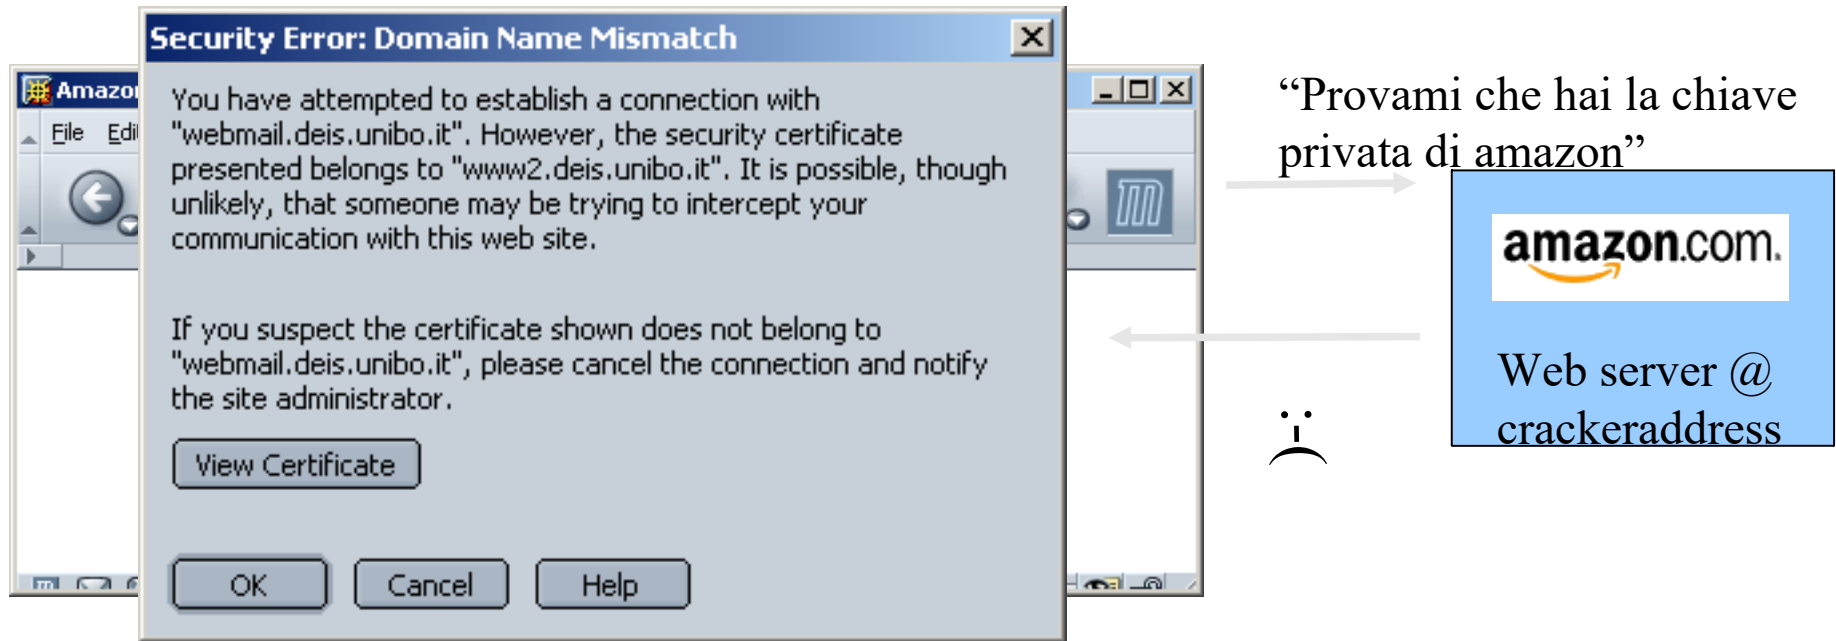 Security Error: Domain Name Mismatch
Amazo
File Edi
You have attempted to establish a connection with
"webmail.deis.unibo.it". However, the security certificate
presented belongs to "www2.deis.unibo.it". It is possible, though
unlikely, that someone may be trying to intercept your
communication with this web site.
If you suspect the certificate shown does not belong to
"webmail.deis.unibo.it", please cancel the connection and notify
the site administrator.
View Certificate
OK Cancel Help
“Provami che hai la chiave
privata di amazon”
amazon.com.
Web server @
crackeraddress
:-(